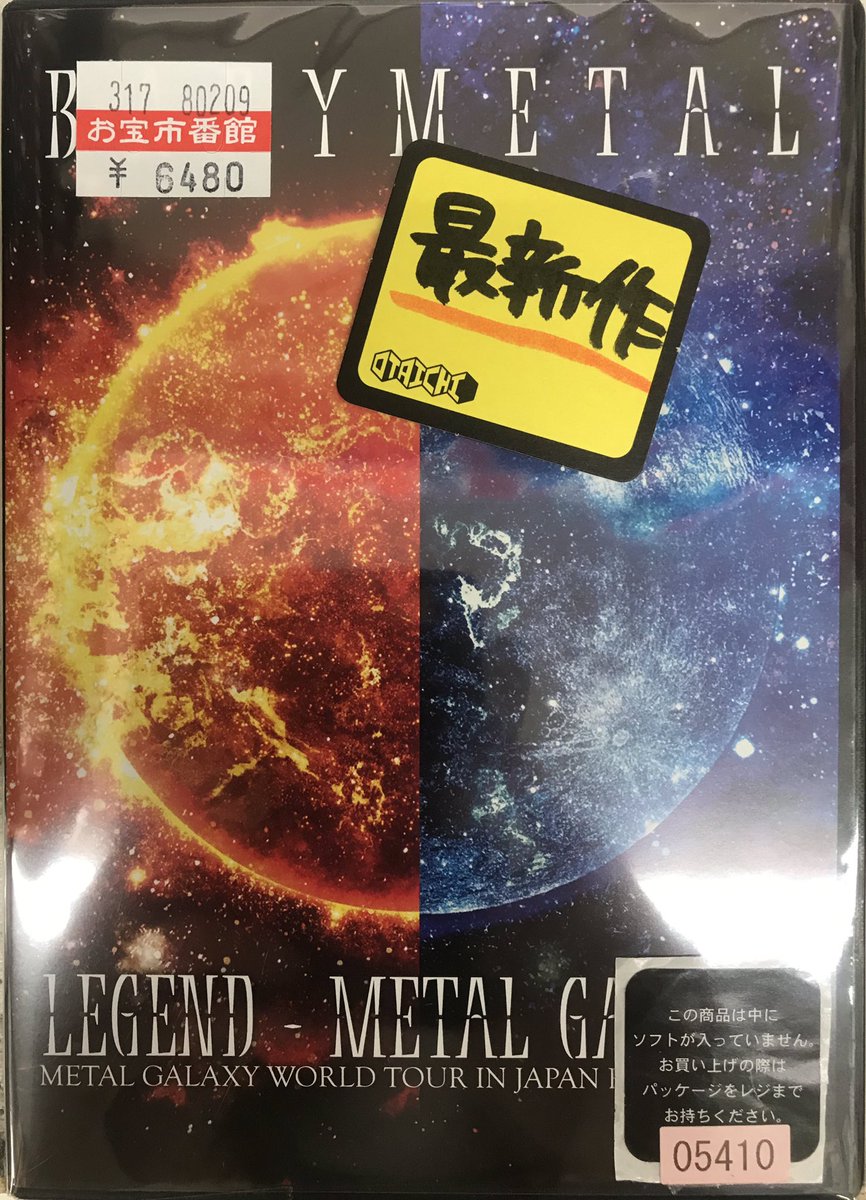 B YMETAL
317 80209
お宝市番館
¥ 6480
最新作
OTAICHI
LEGEND - METAL GA
METAL GALAXY WORLD TOUR IN JAPAN
この商品は中に
ソフトが入っていません。
お買い上げの際は
パッケージをレジまで
お持ちください。
05410